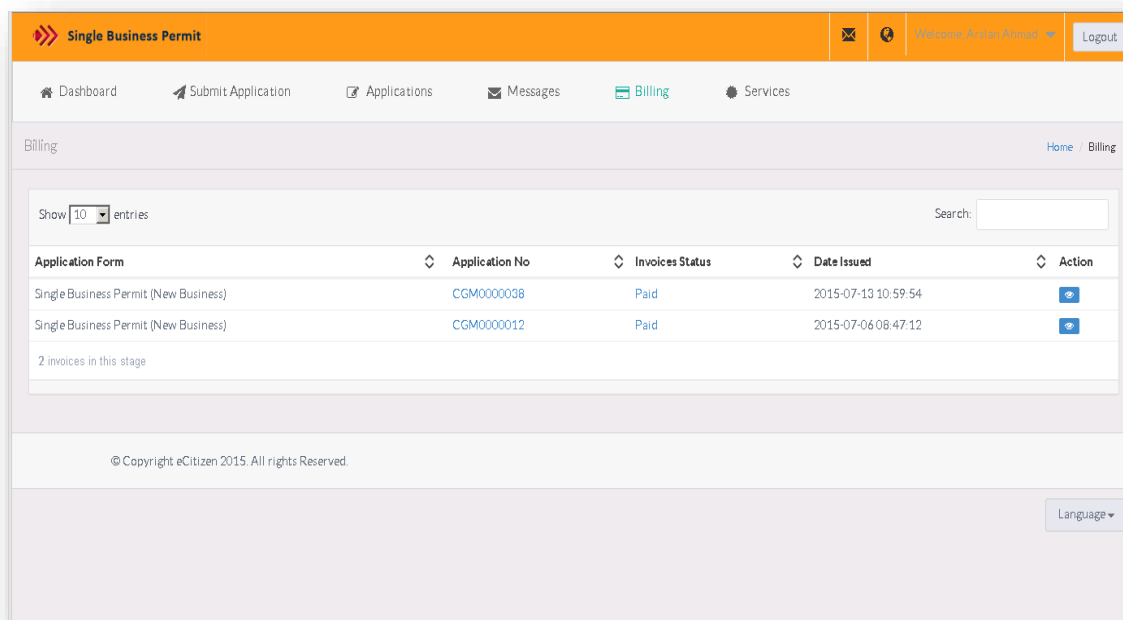 Single Business Permit
Welcome, Arslan Ahmad
Logout
Dashboard Submit Application Applications Messages Billing Services
Billing
Home / Billing
Show 10 entries
Search:
Application Form Application No Invoices Status Date Issued Action
Single Business Permit (New Business) CGM0000038 Paid 2015-07-13 10:59:54
Single Business Permit (New Business) CGM0000012 Paid 2015-07-06 08:47:12
2 invoices in this stage
© Copyright eCitizen 2015. All rights Reserved.
Language